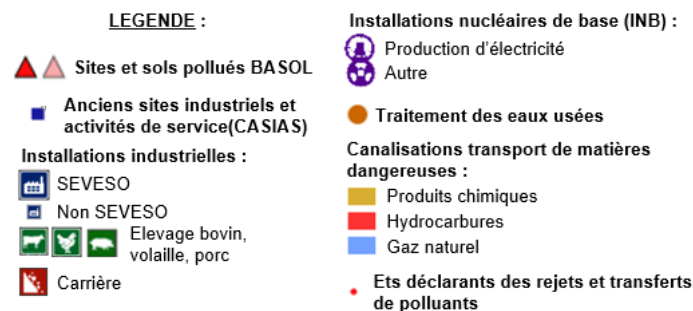 LEGENDE :
Sites et sols pollués BASOL
Anciens sites industriels et
activités de service(CASIAS)
Installations industrielles :
SEVESO
Non SEVESO
Elevage bovin,
volaille, porc
Carrière
Installations nucléaires de base (INB) :
Production d’électricité
Autre
Traitement des eaux usées
Canalisations transport de matières
dangereuses :
Produits chimiques
Hydrocarbures
Gaz naturel
Ets déclarants des rejets et transferts
de polluants